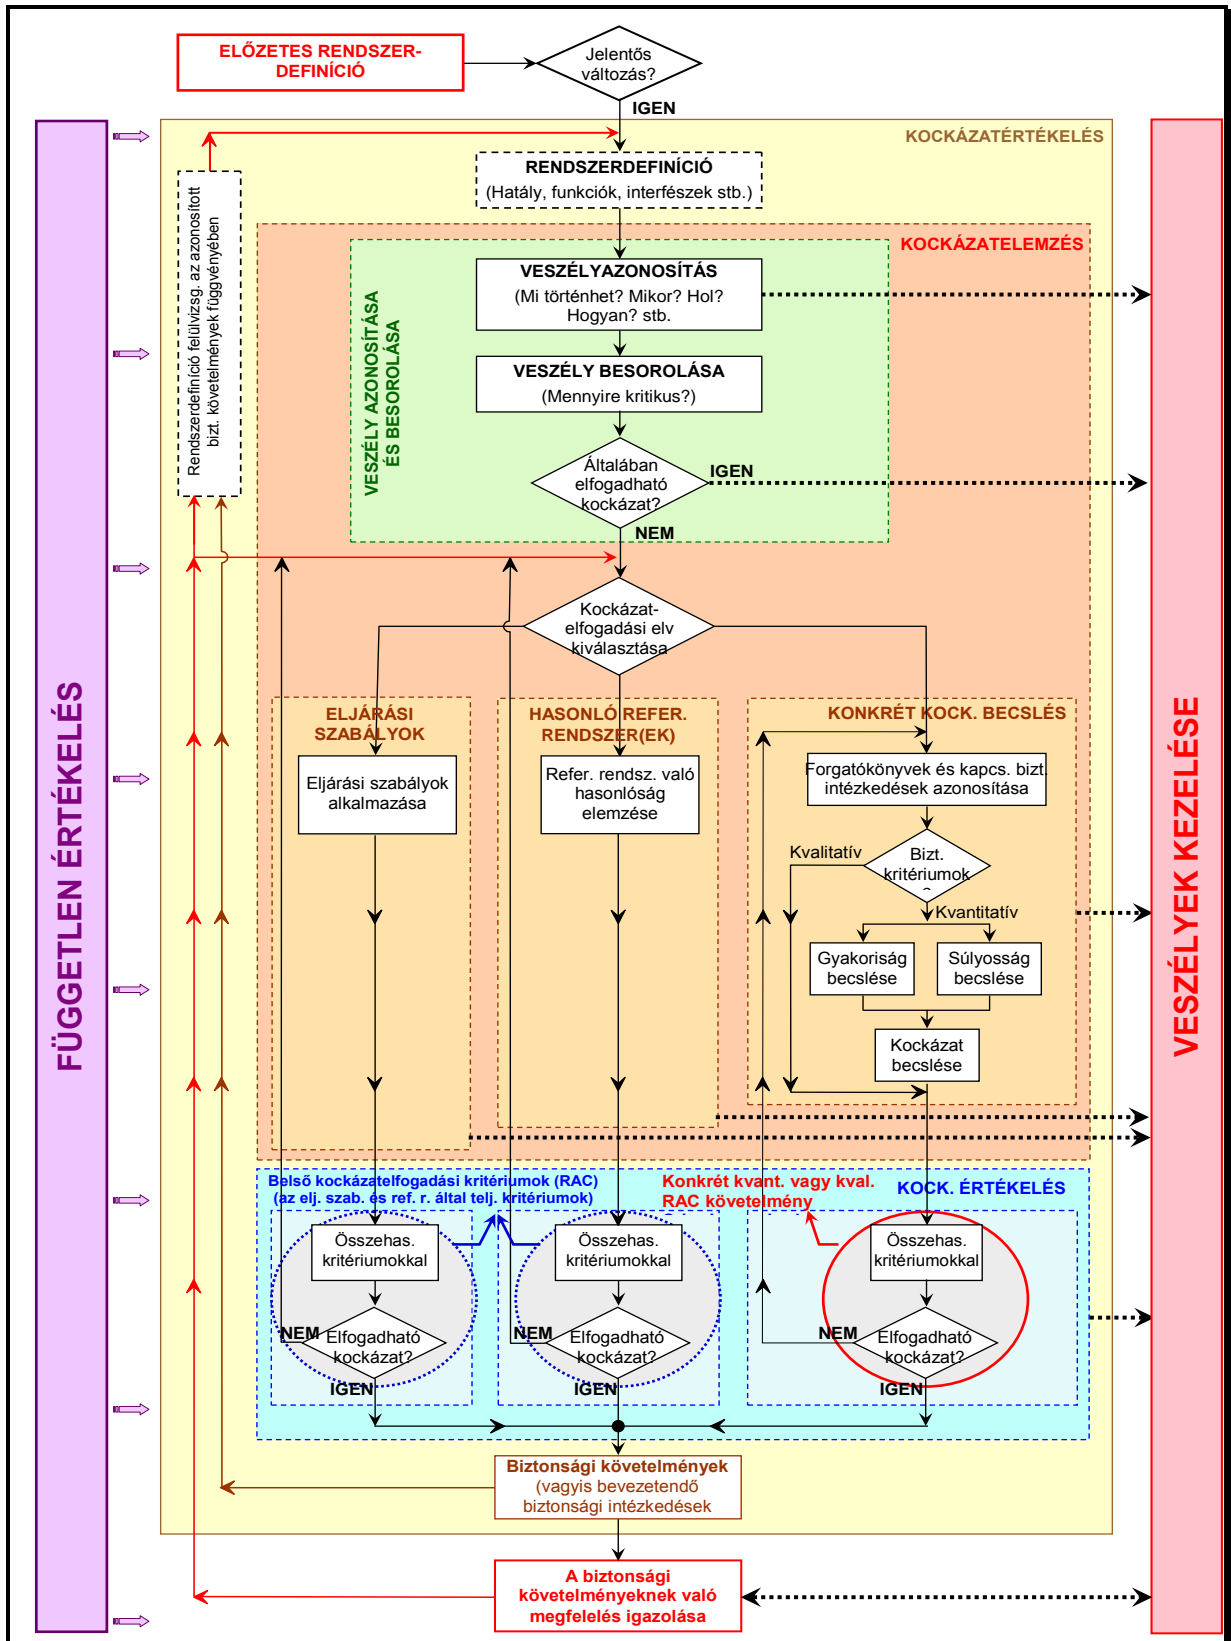 ELŐZETES RENDSZER-
DEFINÍCIÓ
Jelentős
változás?
IGEN
KOCKÁZATÉRTÉKELÉS
RENDSZERDEFINÍCIÓ
(Hatály, funkciók, interfészek stb.)
Rendszerdefiníció felülvizsg. az azonosított
bizt. követelmények függvényében
KOCKÁZATELEMZÉS
VESZÉLY AZONOSÍTÁSA
ÉS BESOROLÁSA
VESZÉLYAZONOSÍTÁS
(Mi történhet? Mikor? Hol?
Hogyan? stb.
VESZÉLY BESOROLÁSA
(Mennyire kritikus?)
Általában
elfogadható
kockázat?
IGEN
NEM
FÜGGETLEN ÉRTÉKELÉS
VESZÉLYEK KEZELÉSE
Kockázat-
elfogadási elv
kiválasztása
ELJÁRÁSI
SZABÁLYOK
Eljárási szabályok
alkalmazása
HASONLÓ REFER.
RENDSZER(EK)
Refer. rendsz. való
hasonlóság
elemzése
KONKRÉT KOCK. BECSLÉS
Forgatókönyvek és kapcs. bizt.
intézkedések azonosítása
Kvalitatív
Bizt.
kritériumok
?
Kvantitatív
Gyakoriság
becslése
Súlyosság
becslése
Kockázat
becslése
Belső kockázatelfogadási kritériumok (RAC)
(az elj. szab. és ref. r. által telj. kritériumok)
Konkrét kvant. vagy kval.
RAC követelmény
KOCK. ÉRTÉKELÉS
Összehas.
kritériumokkal
Elfogadható
kockázat?
NEM
IGEN
Összehas.
kritériumokkal
Elfogadható
kockázat?
NEM
IGEN
Összehas.
kritériumokkal
Elfogadható
kockázat?
NEM
IGEN
Biztonsági követelmények
(vagyis bevezetendő
biztonsági intézkedések
A biztonsági
követelményeknek való
megfelelés igazolása